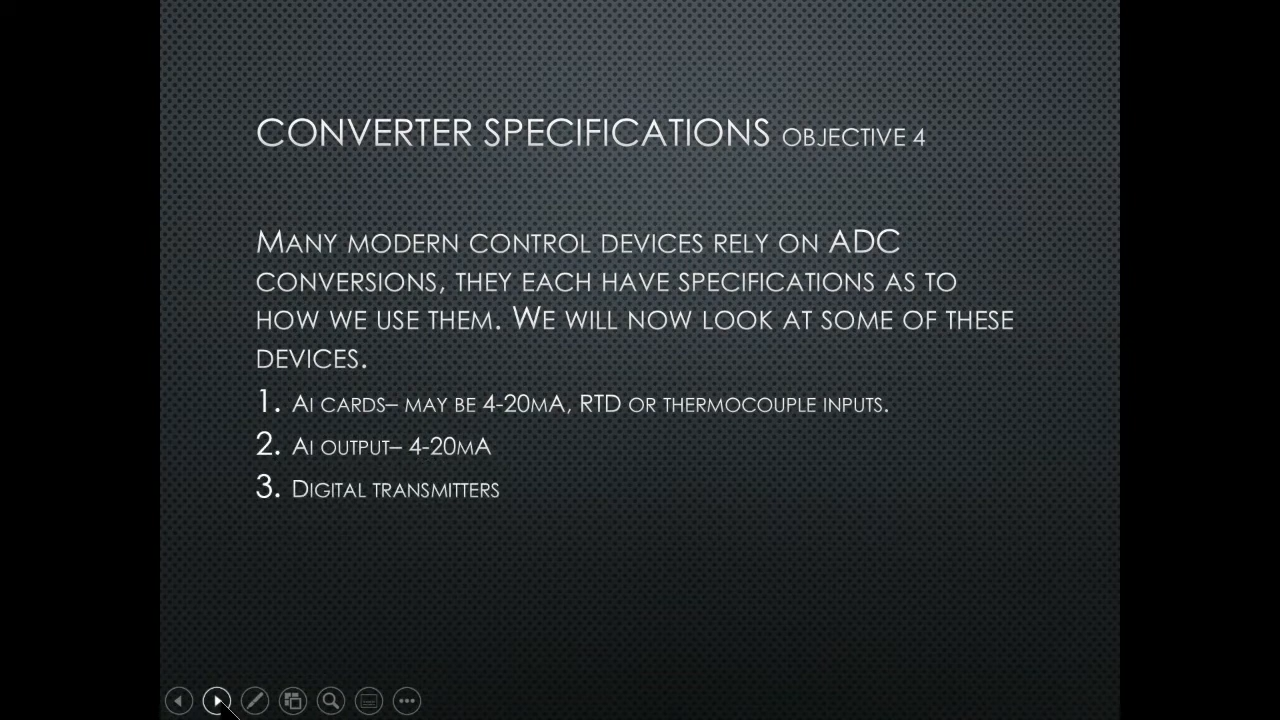 CONVERTER SPECIFICATIONS OBJECTIVE 4
MANY MODERN CONTROL DEVICES RELY ON ADC
CONVERSIONS, THEY EACH HAVE SPECIFICATIONS AS TO
HOW WE USE THEM. WE WILL NOW LOOK AT SOME OF THESE
DEVICES.
1. AI CARDS– MAY BE 4-20MA, RTD OR THERMOCOUPLE INPUTS.
2. AI OUTPUT– 4-20MA
3. DIGITAL TRANSMITTERS